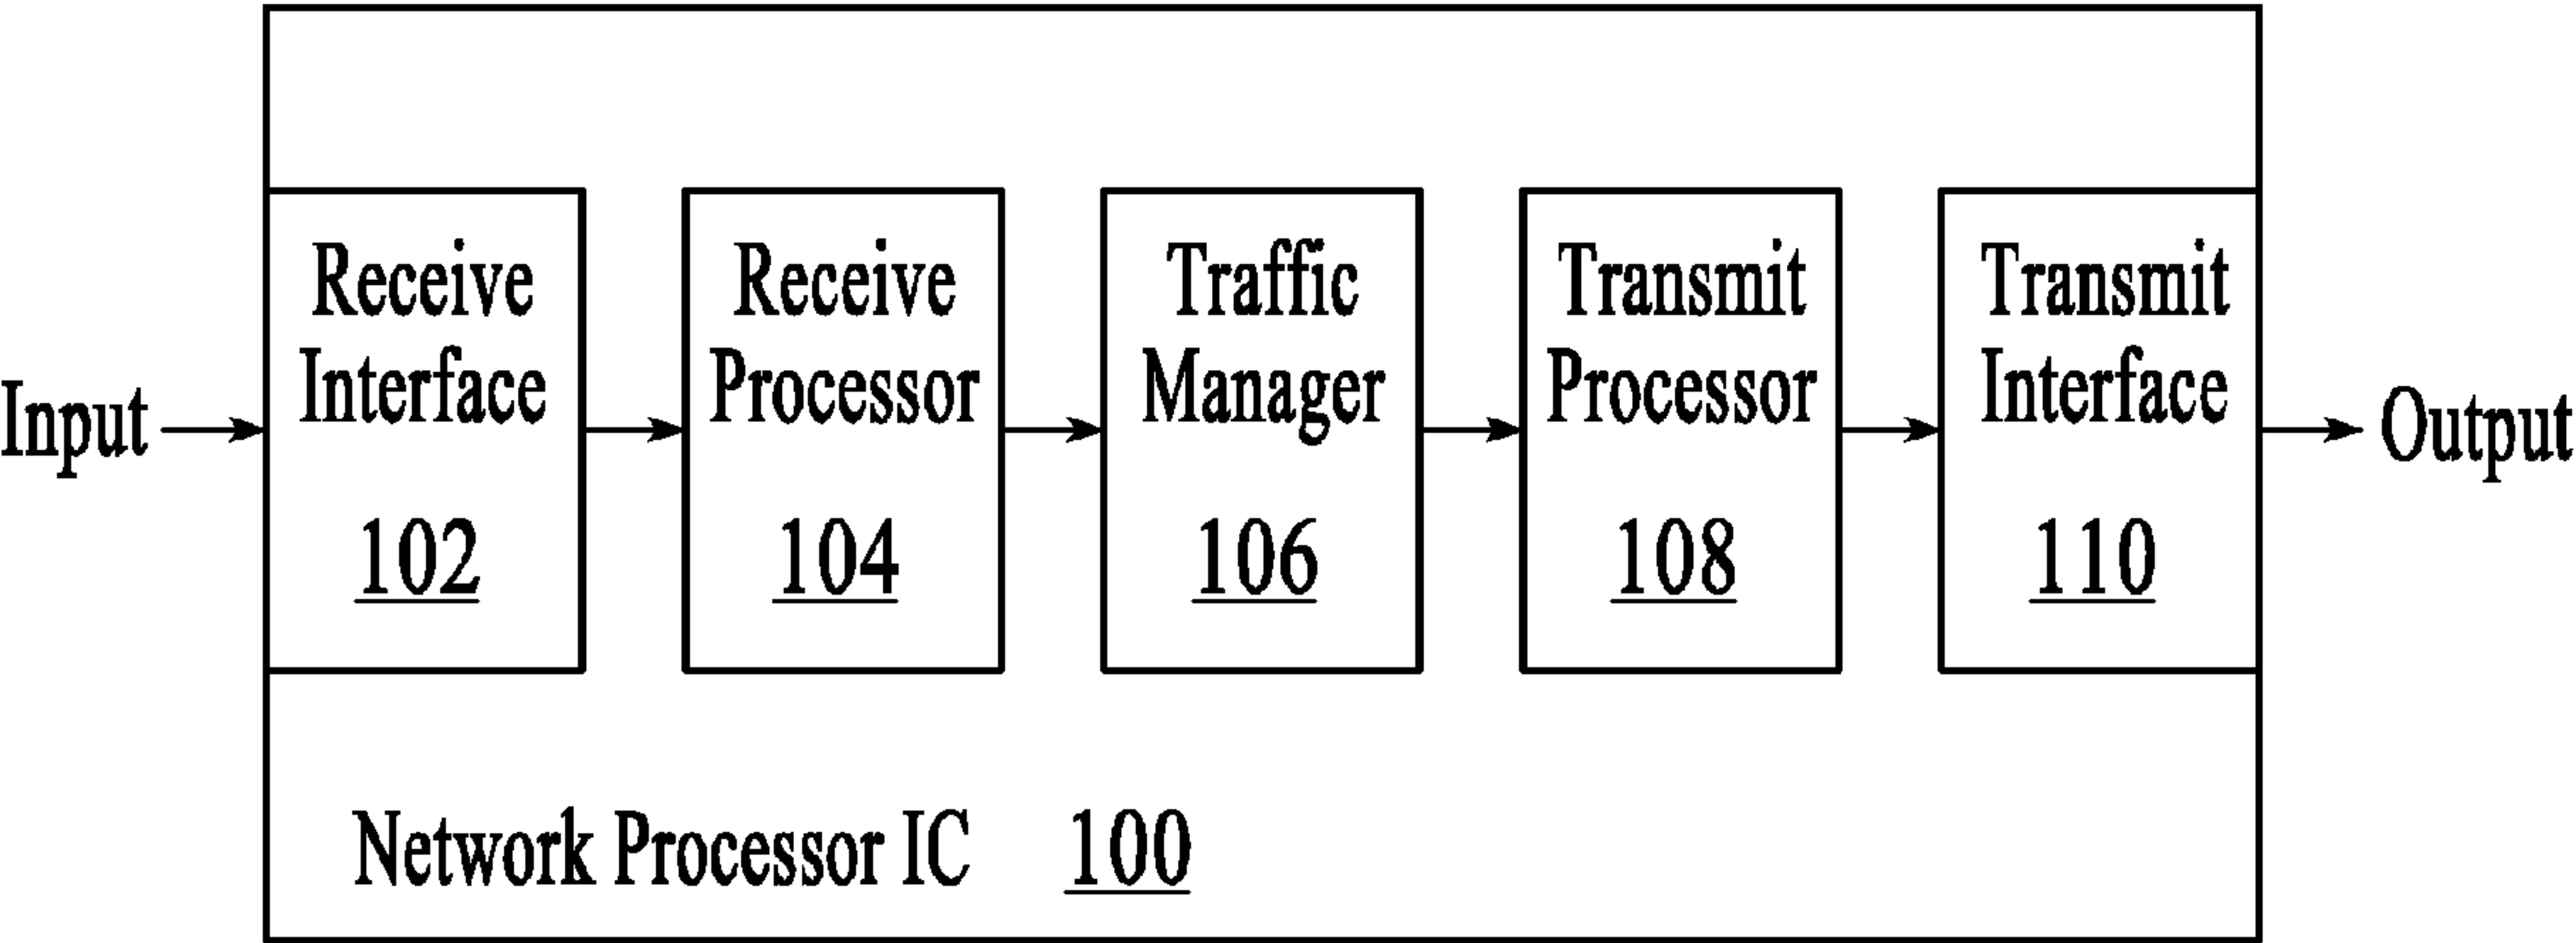 Input
Receive
Interface
102
Receive
Processor
104
Traffic
Manager
106
Transmit
Processor
108
Transmit
Interface
110
Output
Network Processor IC 100